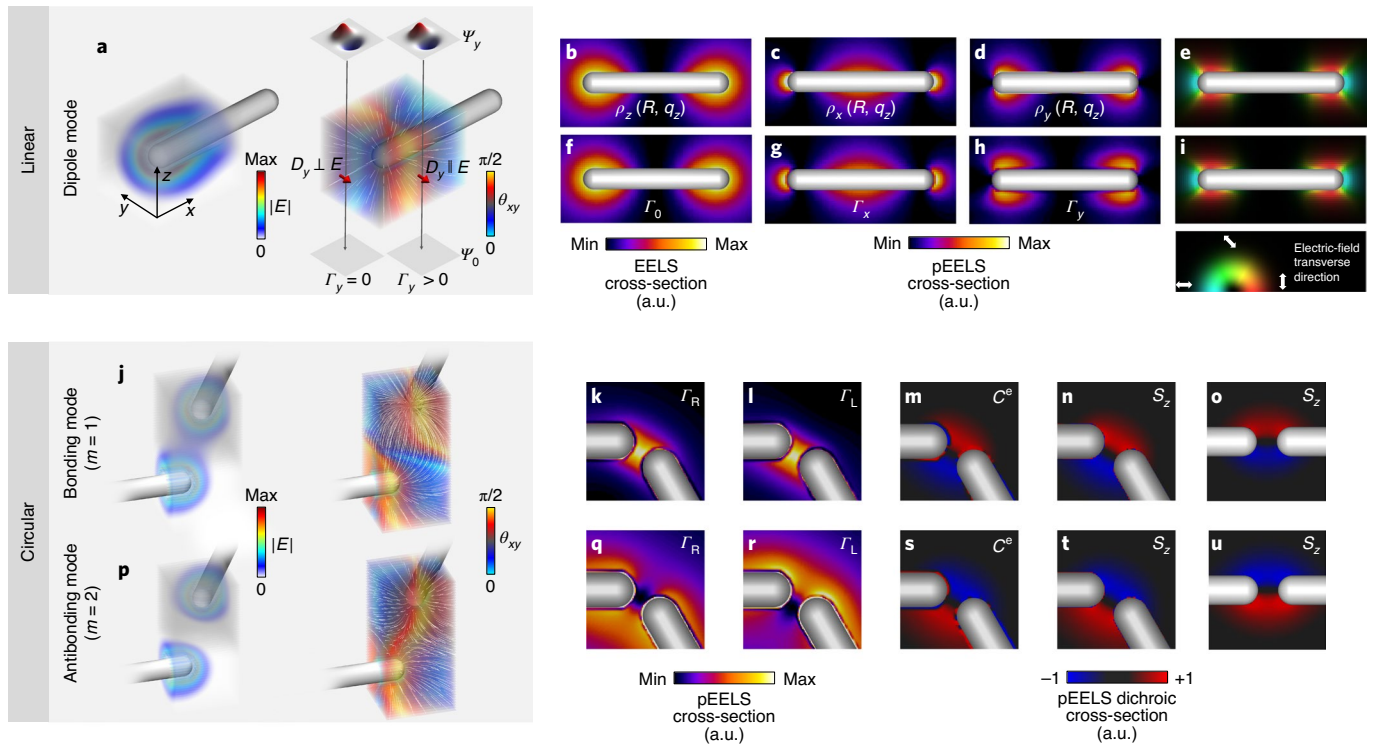 Linear
Dipole mode
a
Ψy
z
y
x
Max
|E|
0
Dy ⊥ E
Dy ∥ E
π/2
θxy
0
Ψ0
Γy = 0
Γy > 0
b
ρz (R, qz)
c
ρx (R, qz)
d
ρy (R, qz)
e
f
Γ0
g
Γx
h
Γy
i
Min
Max
EELS
cross-section
(a.u.)
Min
Max
pEELS
cross-section
(a.u.)
Electric-field
transverse
direction
Circular
Bonding mode
(m = 1)
j
Max
|E|
0
π/2
θxy
0
Antibonding mode
(m = 2)
p
k
ΓR
l
ΓL
m
Ce
n
Sz
o
Sz
q
ΓR
r
ΓL
s
Ce
t
Sz
u
Sz
Min
Max
pEELS
cross-section
(a.u.)
–1
+1
pEELS dichroic
cross-section
(a.u.)